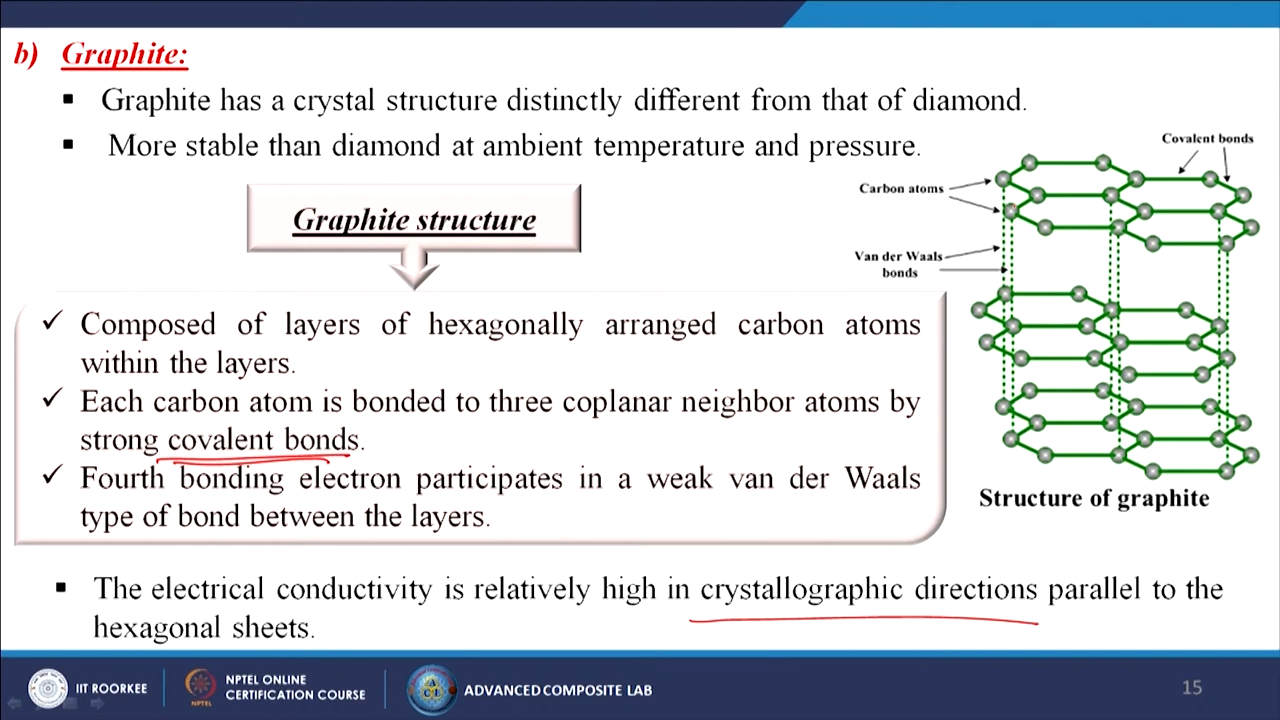 b) Graphite:
▪ Graphite has a crystal structure distinctly different from that of diamond.
▪ More stable than diamond at ambient temperature and pressure.
Covalent bonds
Carbon atoms
Graphite structure
Van der Waals
bonds
✓ Composed of layers of hexagonally arranged carbon atoms
within the layers.
✓ Each carbon atom is bonded to three coplanar neighbor atoms by
strong covalent bonds.
✓ Fourth bonding electron participates in a weak van der Waals
type of bond between the layers.
Structure of graphite
▪ The electrical conductivity is relatively high in crystallographic directions parallel to the
hexagonal sheets.
IIT ROORKEE
NPTEL
NPTEL ONLINE
CERTIFICATION COURSE
ACL
ADVANCED COMPOSITE LAB
15